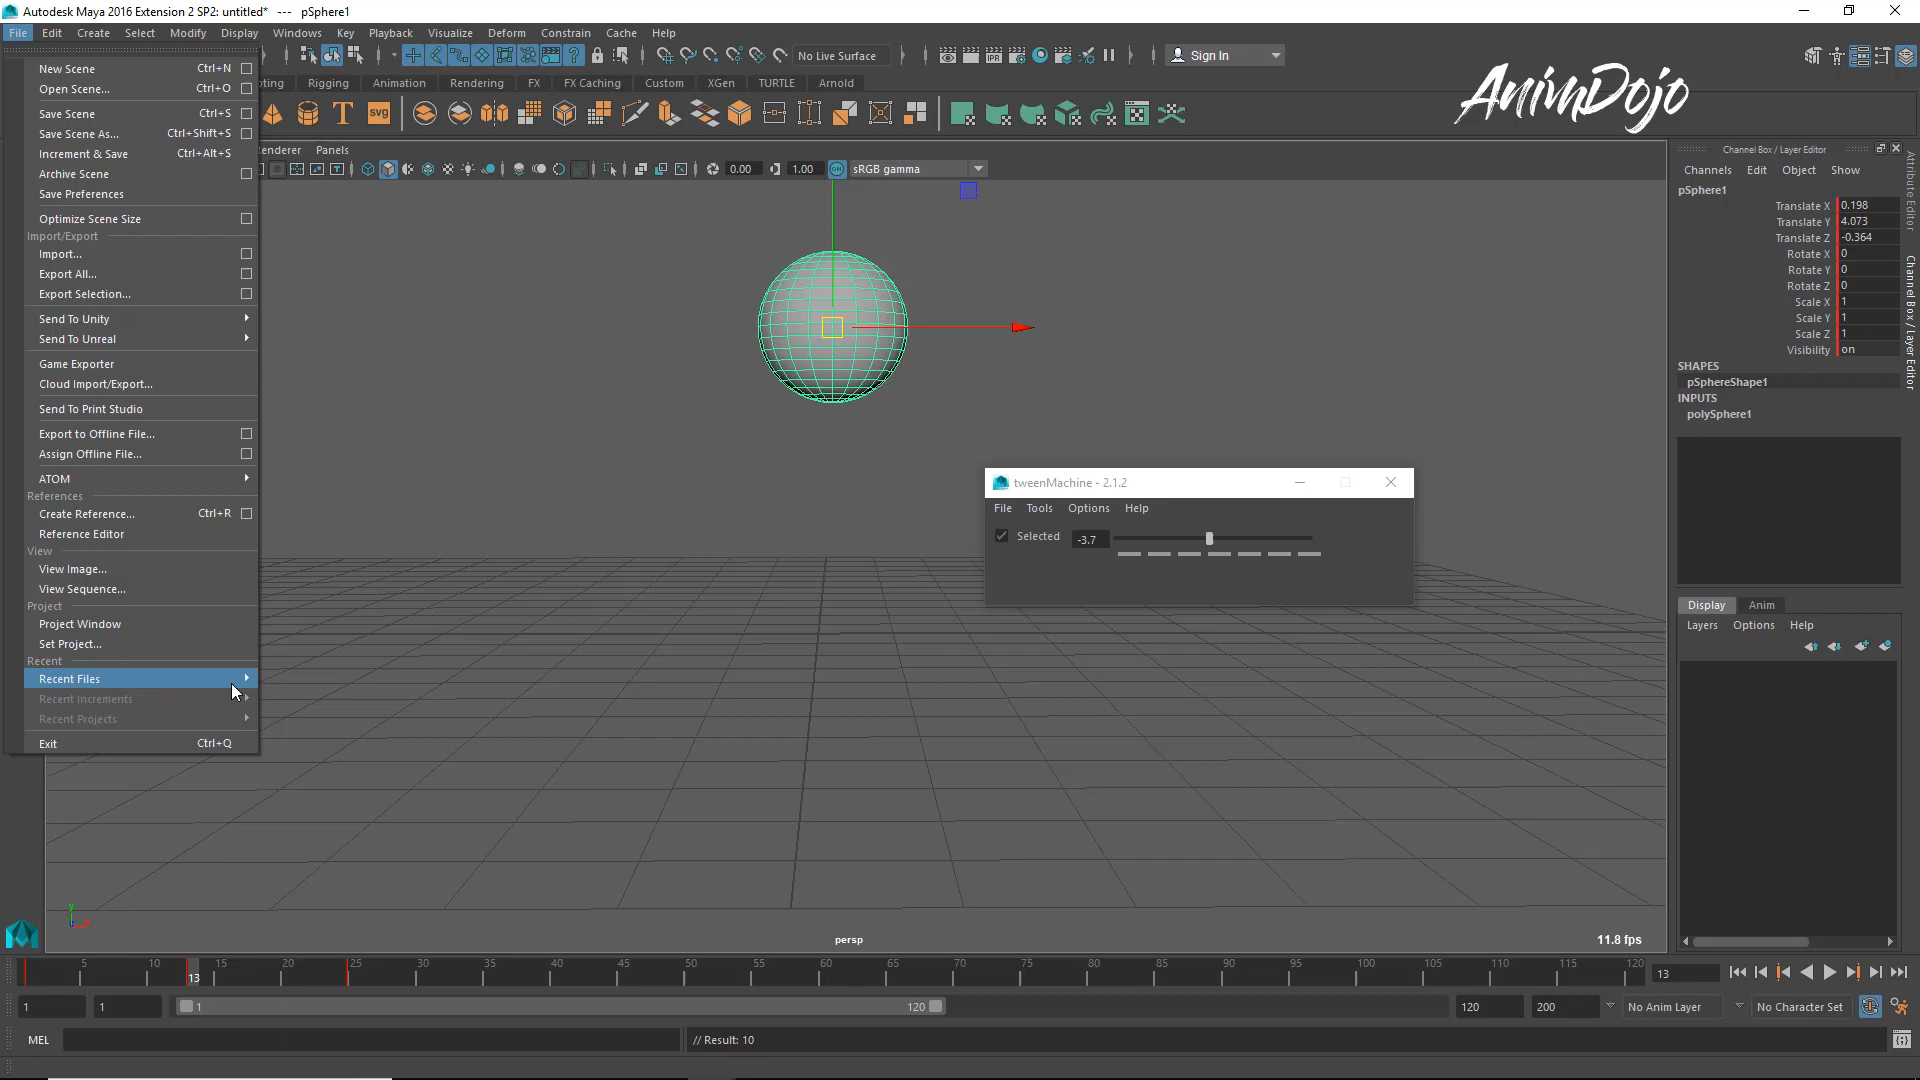 Autodesk Maya 2016 Extension 2 SP2: untitled* --- pSphere1
File Edit Create Select Modify Display Windows Key Playback Visualize Deform Constrain Cache Help
No Live Surface
Sign In
Rigging Animation Rendering FX FX Caching Custom XGen TURTLE Arnold
svg
AnimDojo
New Scene Ctrl+N
Open Scene... Ctrl+O
Save Scene Ctrl+S
Save Scene As... Ctrl+Shift+S
Increment & Save Ctrl+Alt+S
Archive Scene
Save Preferences
Optimize Scene Size
Import/Export
Import...
Export All...
Export Selection...
Send To Unity
Send To Unreal
Game Exporter
Cloud Import/Export...
Send To Print Studio
Export to Offline File...
Assign Offline File...
ATOM
References
Create Reference... Ctrl+R
Reference Editor
View
View Image...
View Sequence...
Project
Project Window
Set Project...
Recent
Recent Files
Recent Increments
Recent Projects
Exit Ctrl+Q
Panels
0.00 1.00 sRGB gamma
tweenMachine - 2.1.2
File Tools Options Help
Selected -3.7
persp
11.8 fps
Channel Box / Layer Editor
Channels Edit Object Show
pSphere1
Translate X 0.198
Translate Y 4.073
Translate Z -0.364
Rotate X 0
Rotate Y 0
Rotate Z 0
Scale X 1
Scale Y 1
Scale Z 1
Visibility on
SHAPES
pSphereShape1
INPUTS
polySphere1
Display Anim
Layers Options Help
Attribute Editor
Channel Box / Layer Editor
5 10 13 15 20 25 30 35 40 45 50 55 60 65 70 75 80 85 90 95 100 105 110 115 120
13
1 1 1 120 120 200 No Anim Layer No Character Set
MEL // Result: 10